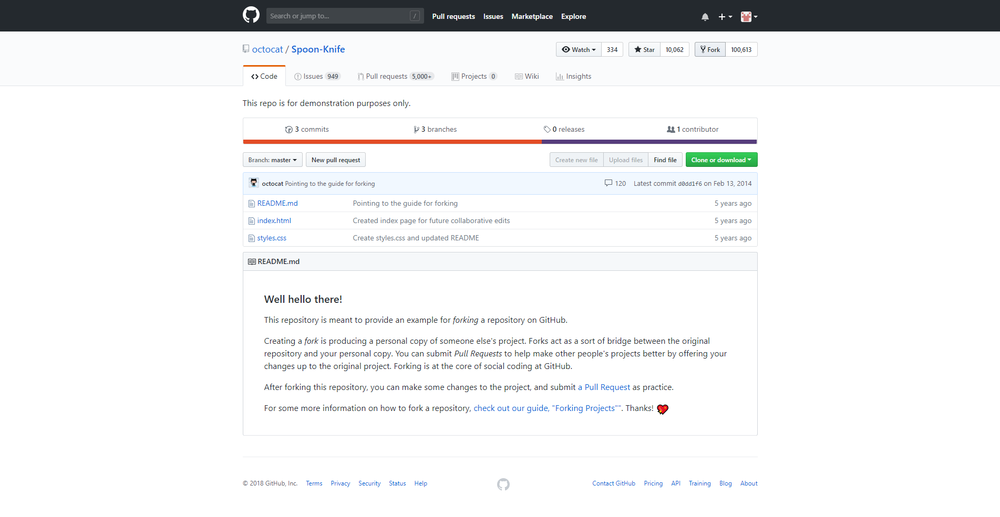 Search or jump to... /
Pull requests Issues Marketplace Explore
octocat / Spoon-Knife
Watch 334 Star 10,062 Fork 100,613
Code Issues 949 Pull requests 5,000+ Projects 0 Wiki Insights
This repo is for demonstration purposes only.
3 commits 3 branches 0 releases 1 contributor
Branch: master New pull request Create new file Upload files Find file Clone or download
octocat Pointing to the guide for forking 120 Latest commit d0dd1f6 on Feb 13, 2014
README.md Pointing to the guide for forking 5 years ago
index.html Created index page for future collaborative edits 5 years ago
styles.css Create styles.css and updated README 5 years ago
README.md
Well hello there!
This repository is meant to provide an example for forking a repository on GitHub.
Creating a fork is producing a personal copy of someone else's project. Forks act as a sort of bridge between the original
repository and your personal copy. You can submit Pull Requests to help make other people's projects better by offering your
changes up to the original project. Forking is at the core of social coding at GitHub.
After forking this repository, you can make some changes to the project, and submit a Pull Request as practice.
For some more information on how to fork a repository, check out our guide, "Forking Projects"". Thanks! 💖
© 2018 GitHub, Inc. Terms Privacy Security Status Help Contact GitHub Pricing API Training Blog About